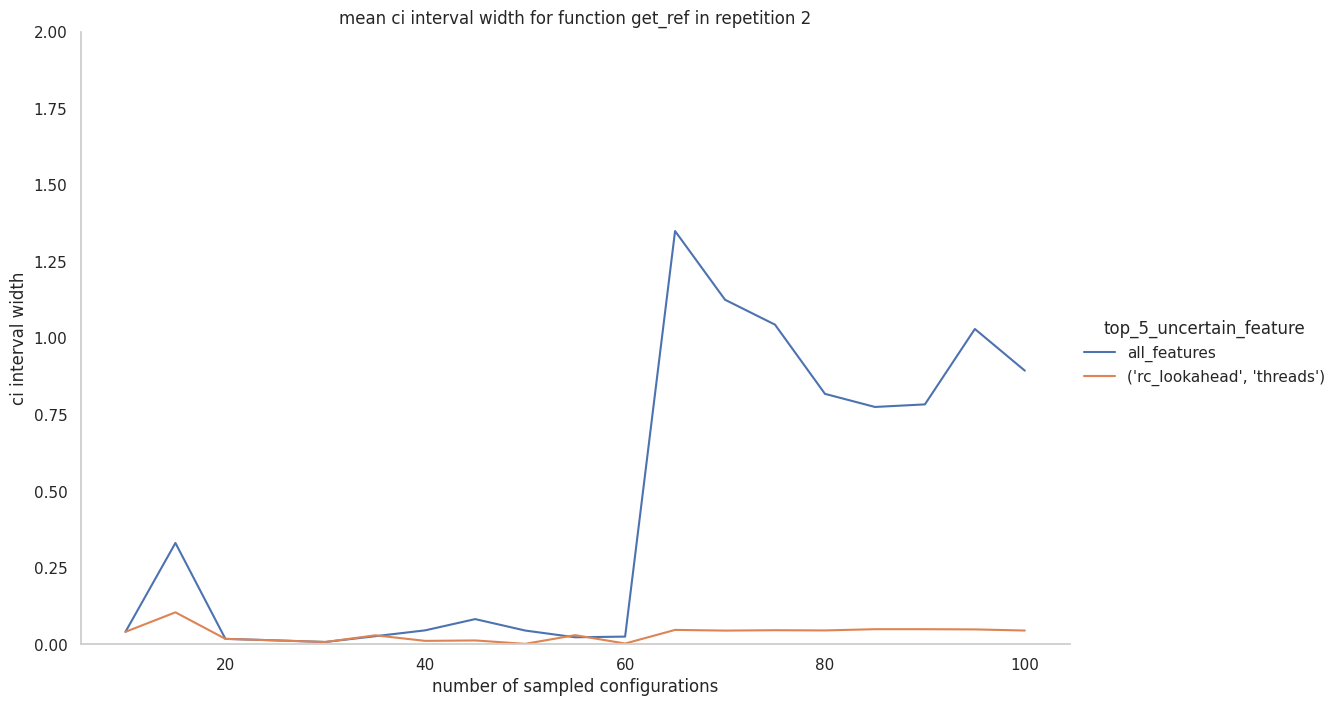 mean ci interval width for function get_ref in repetition 2
2.00
1.75
1.50
1.25
1.00
0.75
0.50
0.25
0.00
ci interval width
20 40 60 80 100
number of sampled configurations
top_5_uncertain_feature
all_features
('rc_lookahead', 'threads')